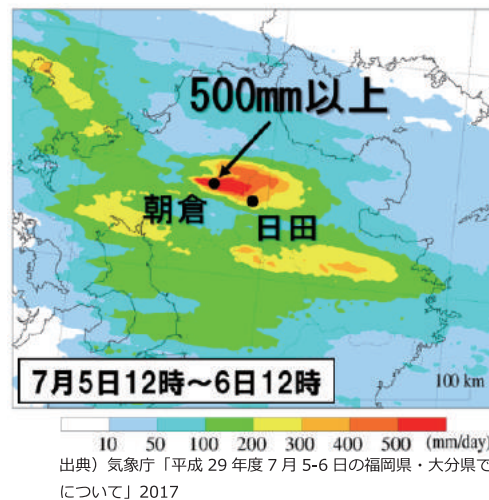 500mm以上
朝倉
日田
7月5日12時～6日12時
100 km
10 50 100 200 300 400 500 (mm/day)
出典）気象庁「平成 29 年度 7 月 5-6 日の福岡県・大分県で
について」2017